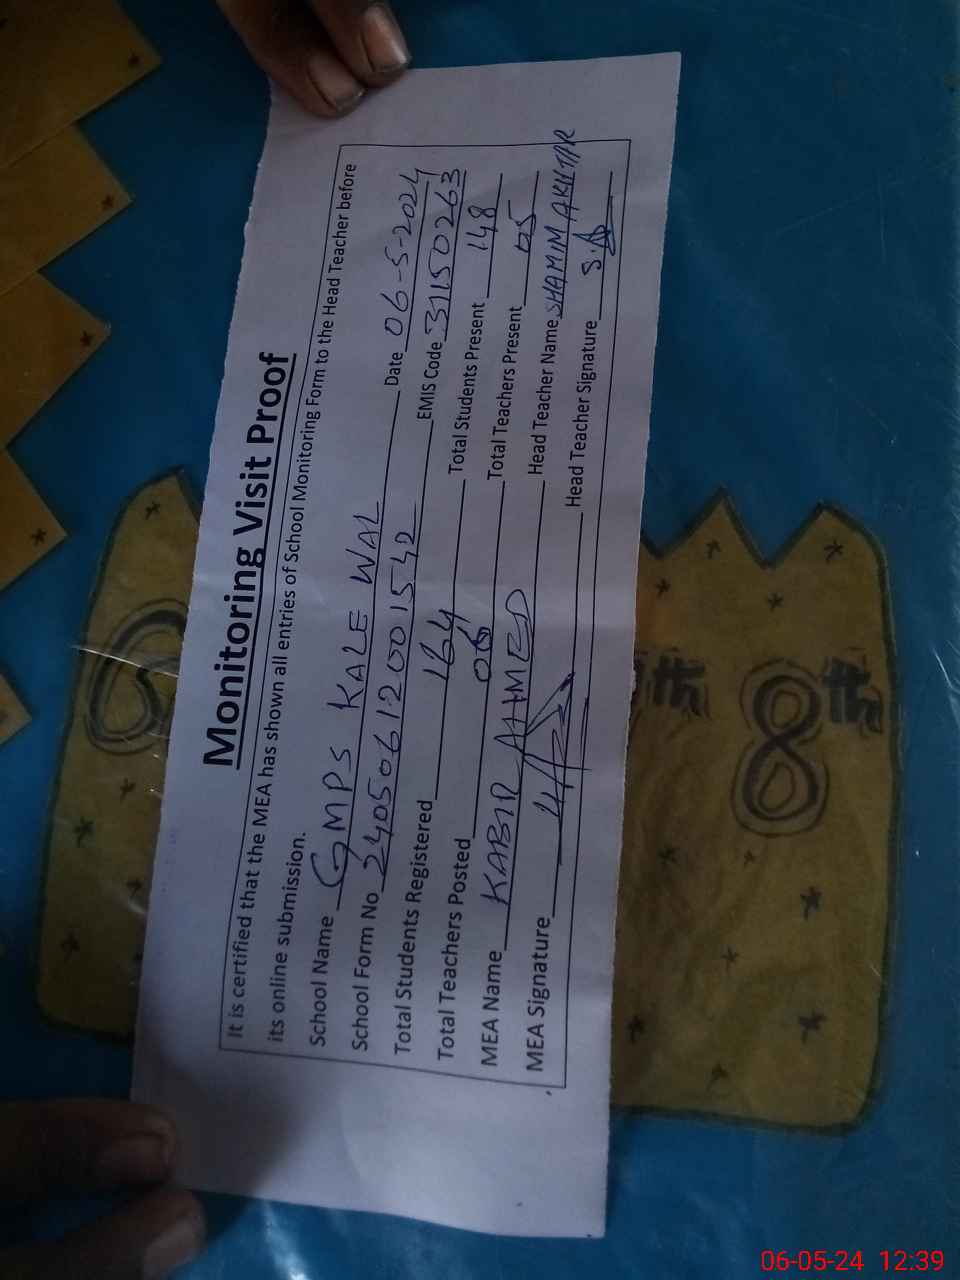 Monitoring Visit Proof
It is certified that the MEA has shown all entries of School Monitoring Form to the Head Teacher before
its online submission.
School Name GMPS KALE WAL Date 06-5-2024
School Form No 24050612001542 EMIS Code 31150263
Total Students Registered 164 Total Students Present 148
Total Teachers Posted 06 Total Teachers Present 05
MEA Name KABIR AHMED Head Teacher Name SHAMIM AKHTAR
MEA Signature Head Teacher Signature S.A
8
06-05-24 12:39